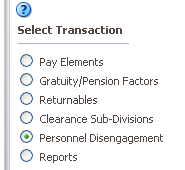 Select Transaction
Pay Elements
Gratuity/Pension Factors
Returnables
Clearance Sub-Divisions
Personnel Disengagement
Reports